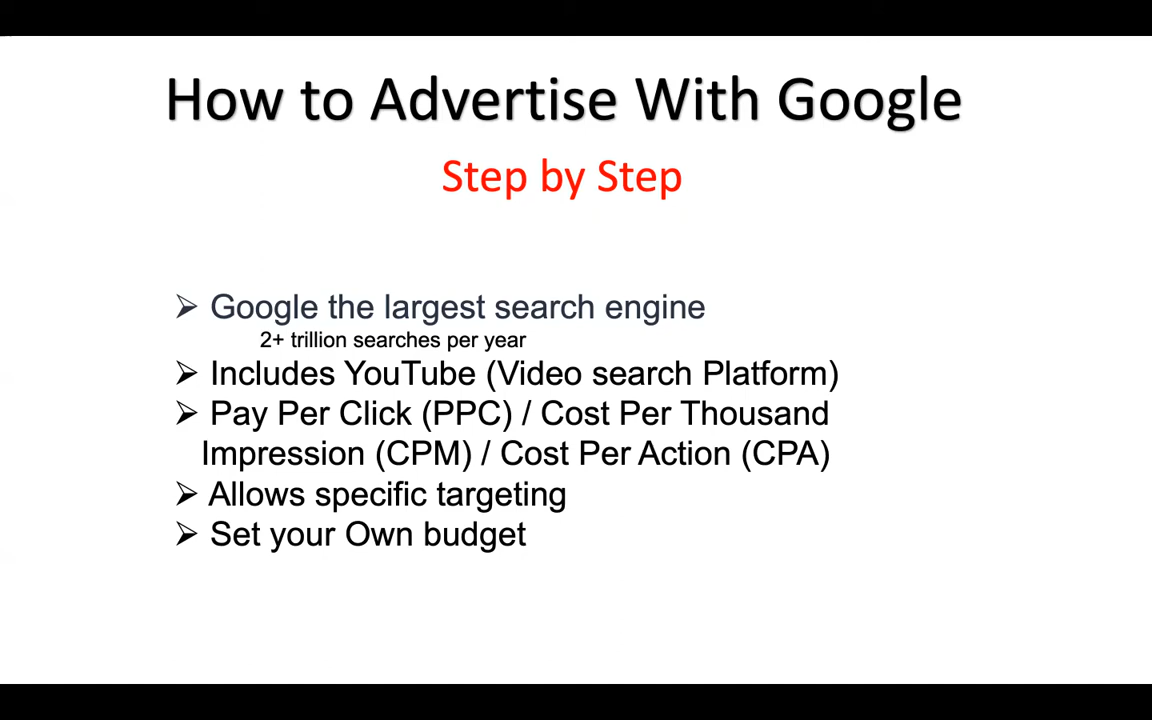 How to Advertise With Google
Step by Step
➢ Google the largest search engine
2+ trillion searches per year
➢ Includes YouTube (Video search Platform)
➢ Pay Per Click (PPC) / Cost Per Thousand
Impression (CPM) / Cost Per Action (CPA)
➢ Allows specific targeting
➢ Set your Own budget